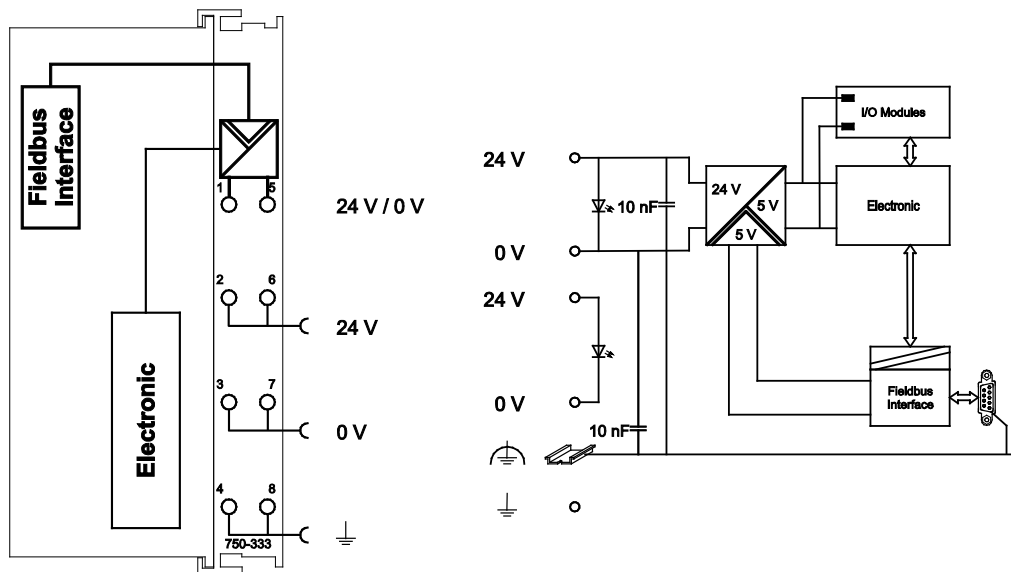 Fieldbus
Interface
Electronic
1
5
24 V / 0 V
2
6
24 V
3
7
0 V
4
8
750-333
24 V
0 V
24 V
0 V
10 nF
10 nF
24 V
5 V
5 V
I/O Modules
Electronic
Fieldbus
Interface